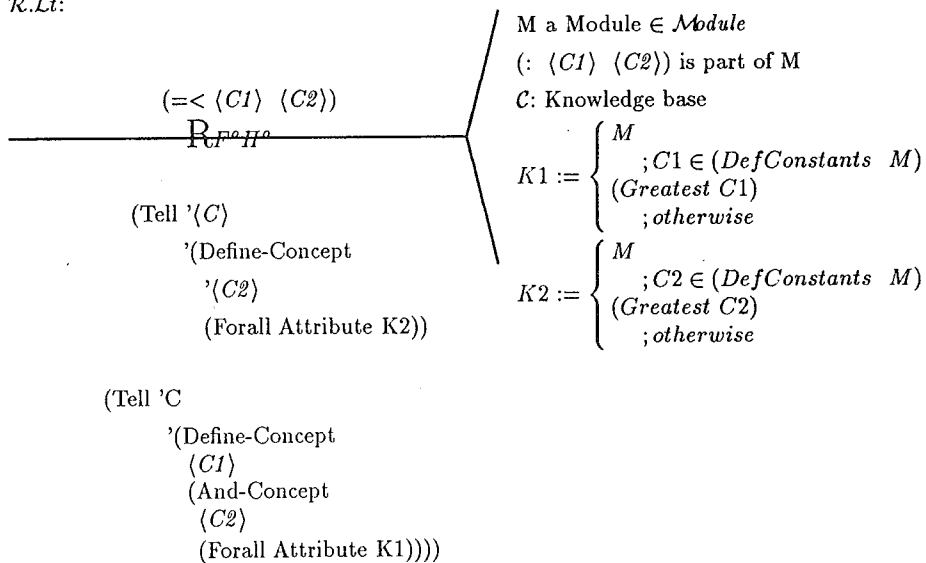 R.Lt:
(=< ⟨C1⟩ ⟨C2⟩)
R_{F°H°}
(Tell '⟨C⟩
'(Define-Concept
'⟨C2⟩
(Forall Attribute K2))
(Tell 'C
'(Define-Concept
⟨C1⟩
(And-Concept
⟨C2⟩
(Forall Attribute K1))))
M a Module ∈ Module
(: ⟨C1⟩ ⟨C2⟩) is part of M
C: Knowledge base
K1 := { M
; C1 ∈ (DefConstants M)
(Greatest C1)
; otherwise
K2 := { M
; C2 ∈ (DefConstants M)
(Greatest C2)
; otherwise